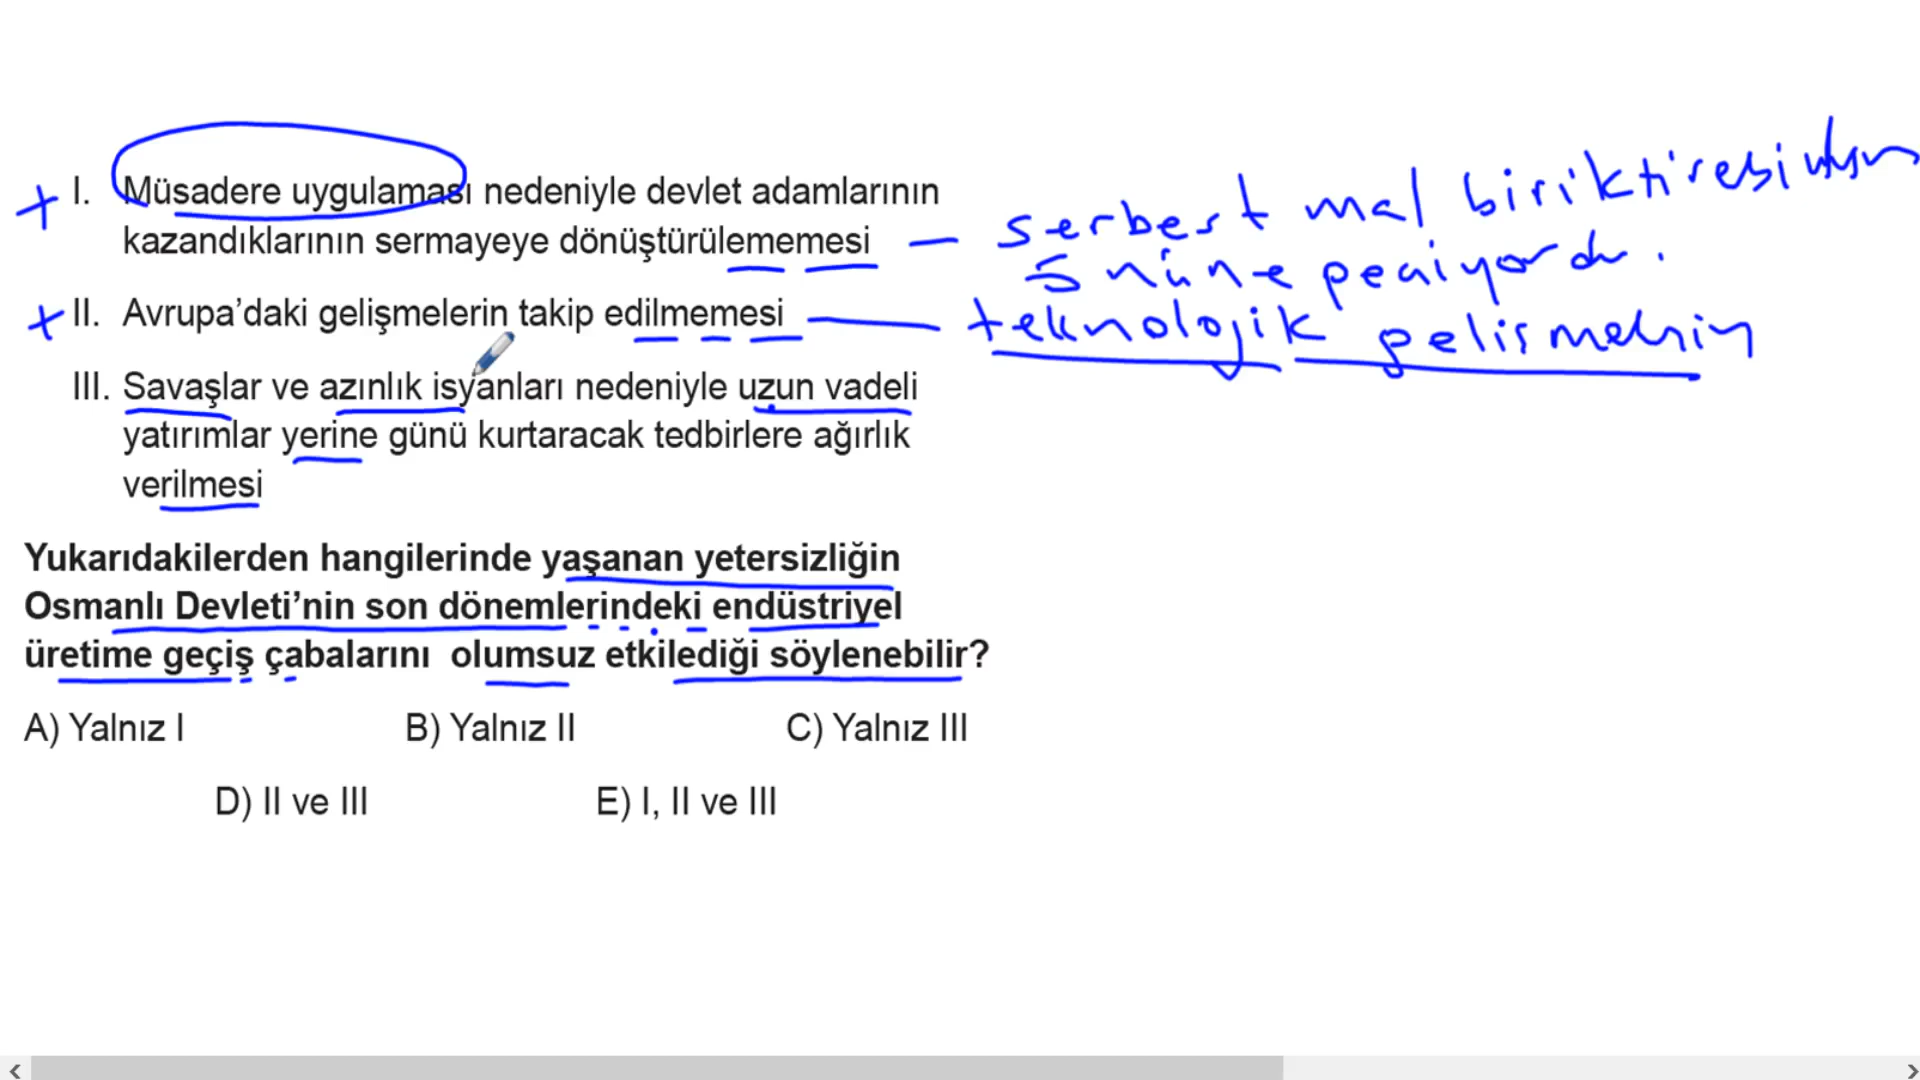 I. Müsadere uygulaması nedeniyle devlet adamlarının
kazandıklarının sermayeye dönüştürülememesi — serbest mal biriktiresi
önüne geçiyordu.
+ II. Avrupa’daki gelişmelerin takip edilmemesi — teknolojik
III. Savaşlar ve azınlık isyanları nedeniyle uzun vadeli
yatırımlar yerine günü kurtaracak tedbirlere ağırlık
verilmesi
Yukarıdakilerden hangilerinde yaşanan yetersizliğin
Osmanlı Devleti’nin son dönemlerindeki endüstriyel
üretime geçiş çabalarını olumsuz etkilediği söylenebilir?
A) Yalnız I B) Yalnız II C) Yalnız III
D) II ve III E) I, II ve III